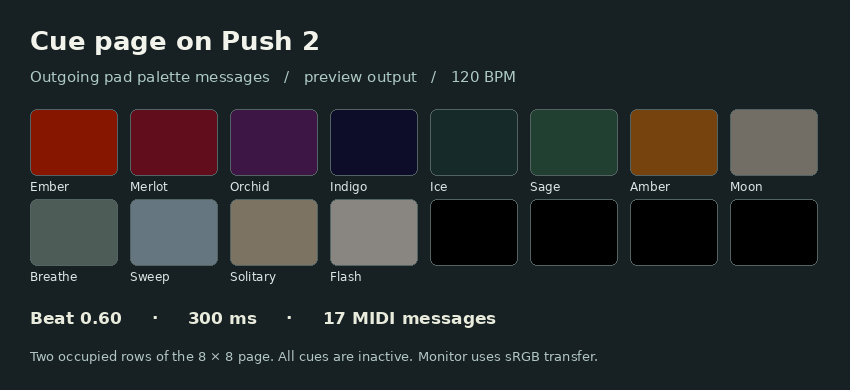 Cue page on Push 2
Outgoing pad palette messages / preview output / 120 BPM
Ember Merlot Orchid Indigo Ice Sage Amber Moon
Breathe Sweep Solitary Flash
Beat 0.60 · 300 ms · 17 MIDI messages
Two occupied rows of the 8 × 8 page. All cues are inactive. Monitor uses sRGB transfer.